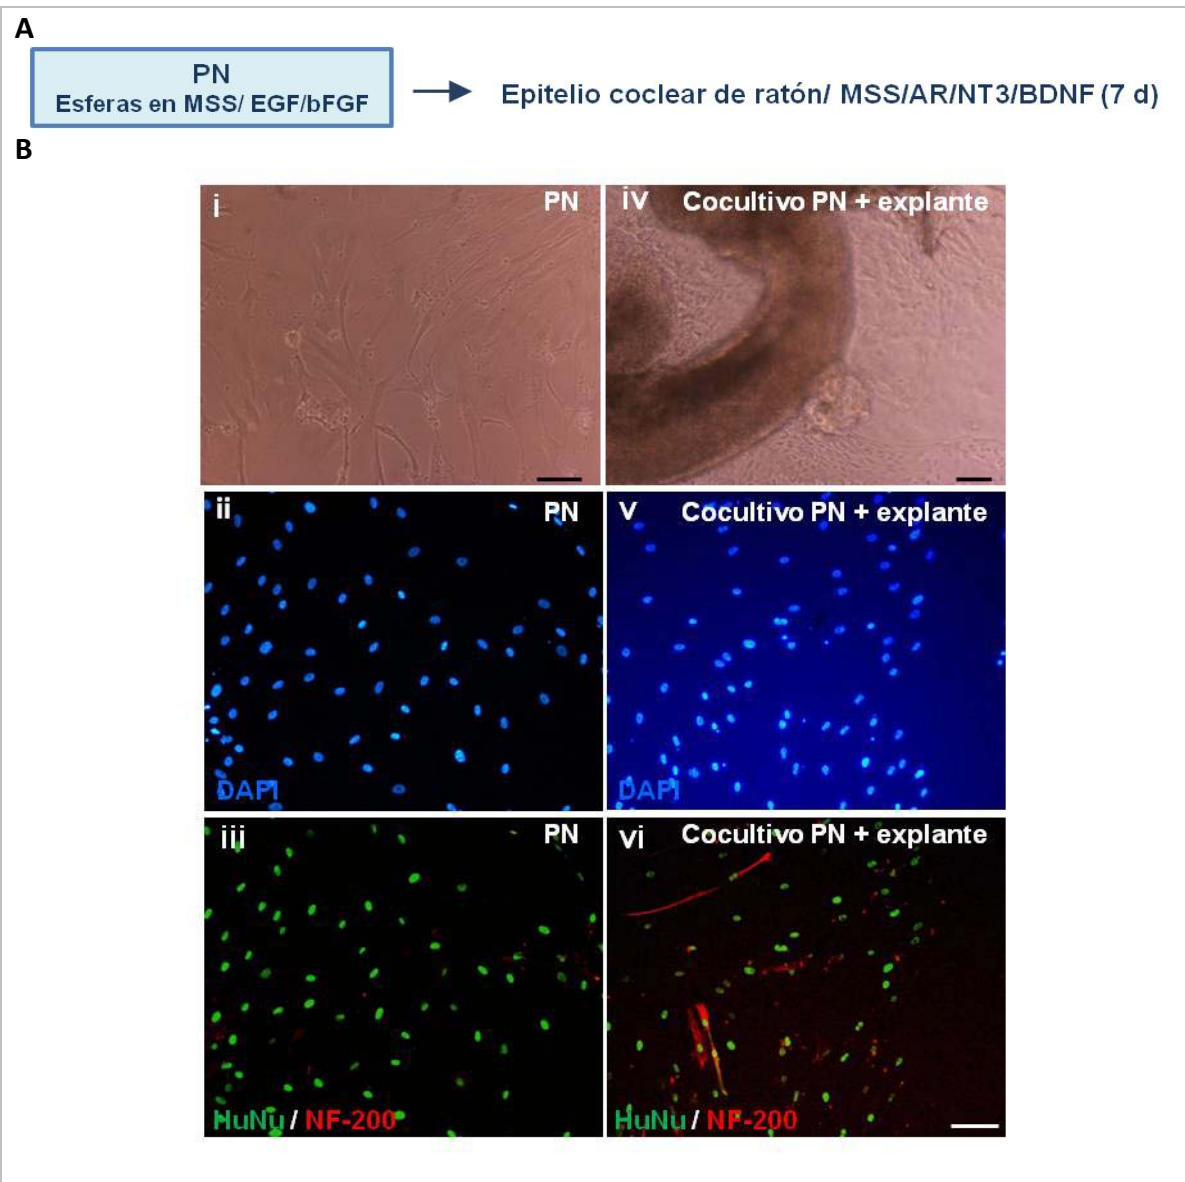 A
PN
Esferas en MSS/ EGF/bFGF
Epitelio coclear de ratón/ MSS/AR/NT3/BDNF (7 d)
B
i
PN
iv
Cocultivo PN + explante
ii
PN
DAPI
v
Cocultivo PN + explante
DAPI
iii
PN
HuNu / NF-200
vi
Cocultivo PN + explante
HuNu / NF-200